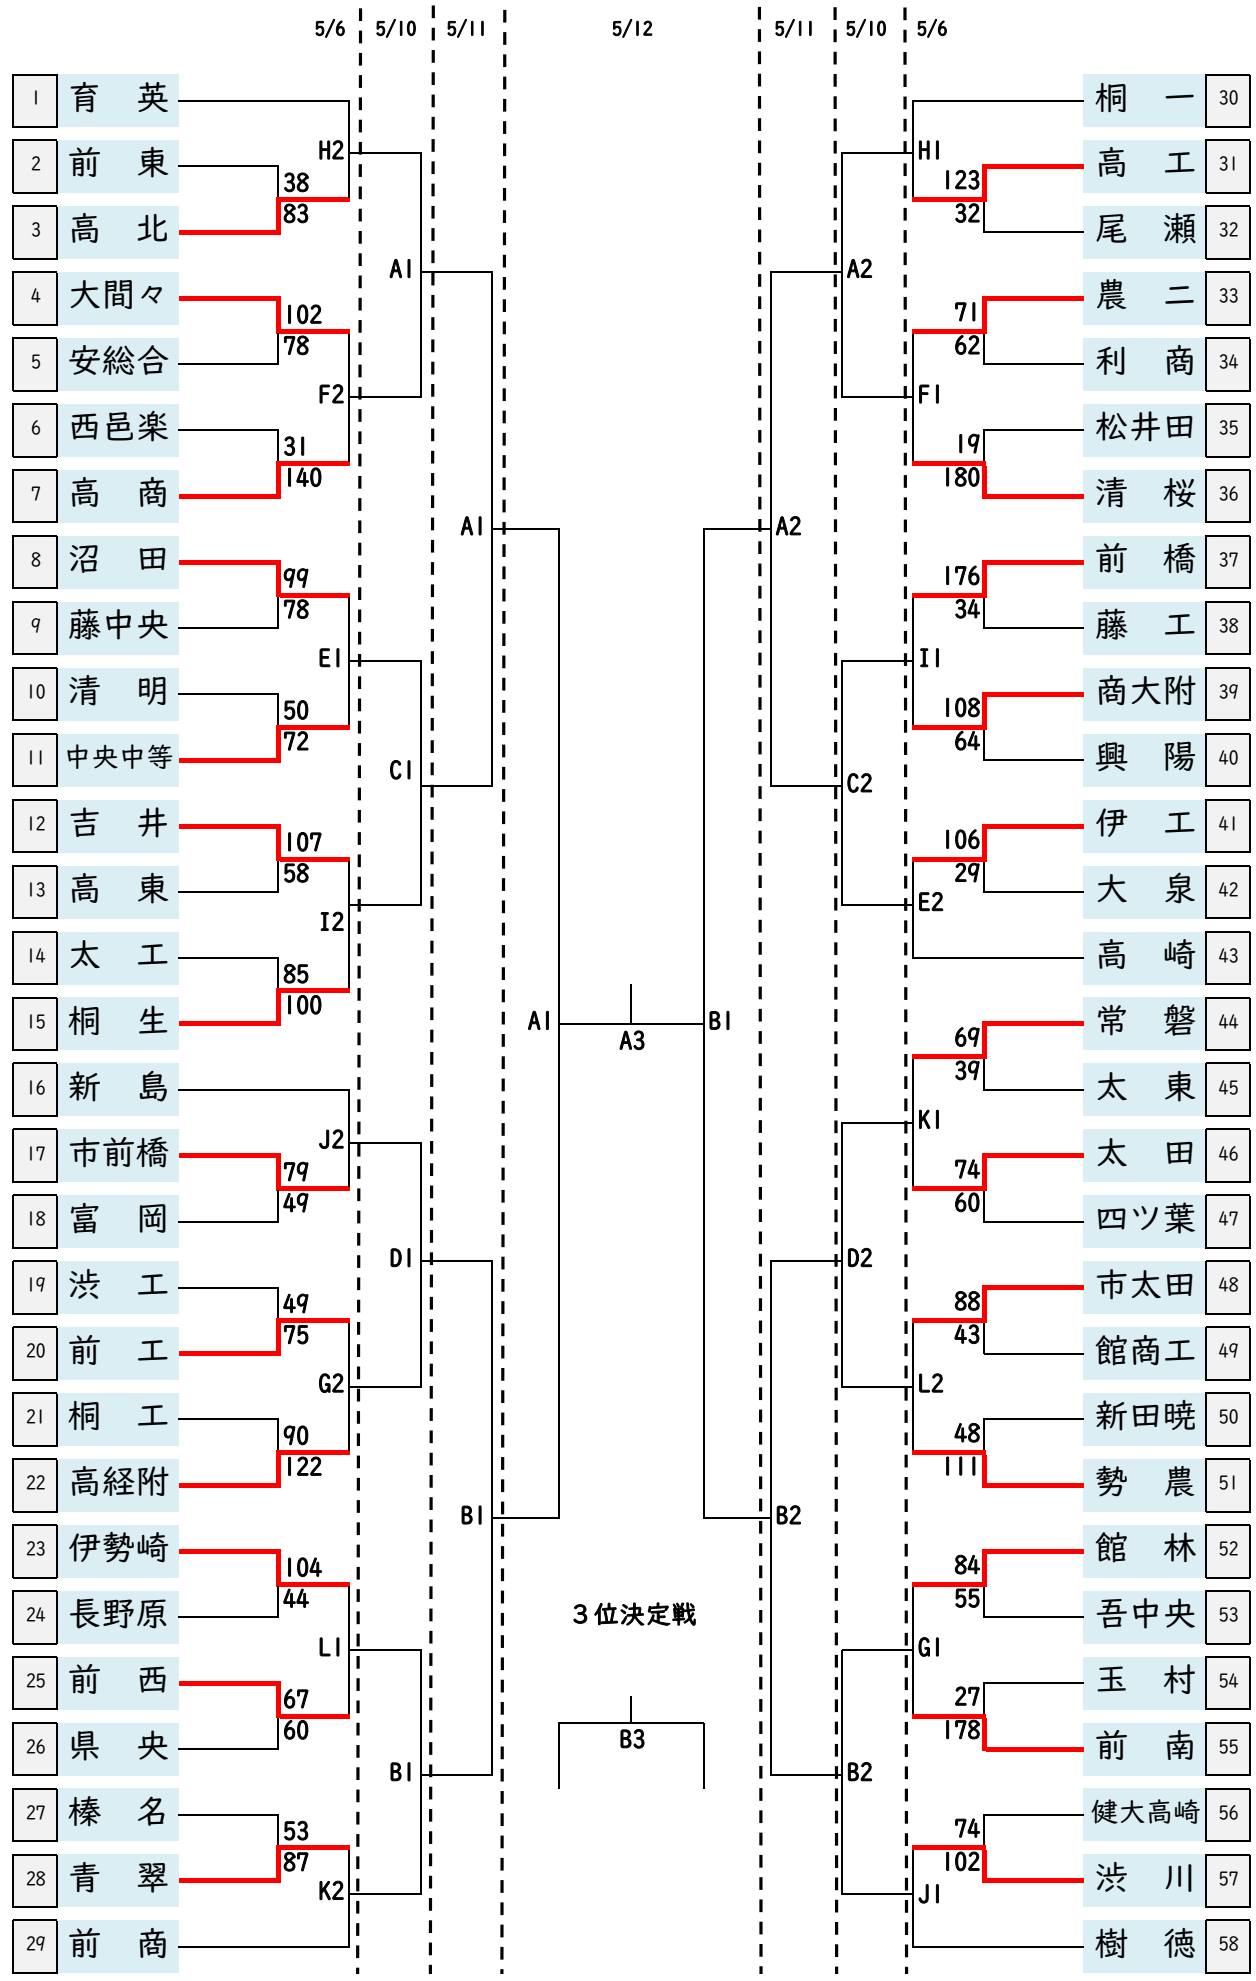 5/6 5/10 5/11 5/12 5/11 5/10 5/6
1 育 英
2 前 東
3 高 北
4 大間々
5 安総合
6 西邑楽
7 高 商
8 沼 田
9 藤中央
10 清 明
11 中央中等
12 吉 井
13 高 東
14 太 工
15 桐 生
16 新 島
17 市前橋
18 富 岡
19 渋 工
20 前 工
21 桐 工
22 高経附
23 伊勢崎
24 長野原
25 前 西
26 県 央
27 榛 名
28 青 翠
29 前 商
38
83
102
78
31
140
99
78
50
72
107
58
85
100
79
49
49
75
90
122
104
44
67
60
53
87
H2
F2
E1
I2
J2
G2
L1
K2
A1
C1
D1
B1
A1
B1
A1
A3
B1
3位決定戦
B3
A2
B2
A2
C2
D2
B2
H1
F1
I1
E2
K1
L2
G1
J1
123
32
71
62
19
180
176
34
108
64
106
29
69
39
74
60
88
43
48
111
84
55
27
178
74
102
桐 一 30
高 工 31
尾 瀬 32
農 二 33
利 商 34
松井田 35
清 桜 36
前 橋 37
藤 工 38
商大附 39
興 陽 40
伊 工 41
大 泉 42
高 崎 43
常 磐 44
太 東 45
太 田 46
四ツ葉 47
市太田 48
館商工 49
新田暁 50
勢 農 51
館 林 52
吾中央 53
玉 村 54
前 南 55
健大高崎 56
渋 川 57
樹 徳 58